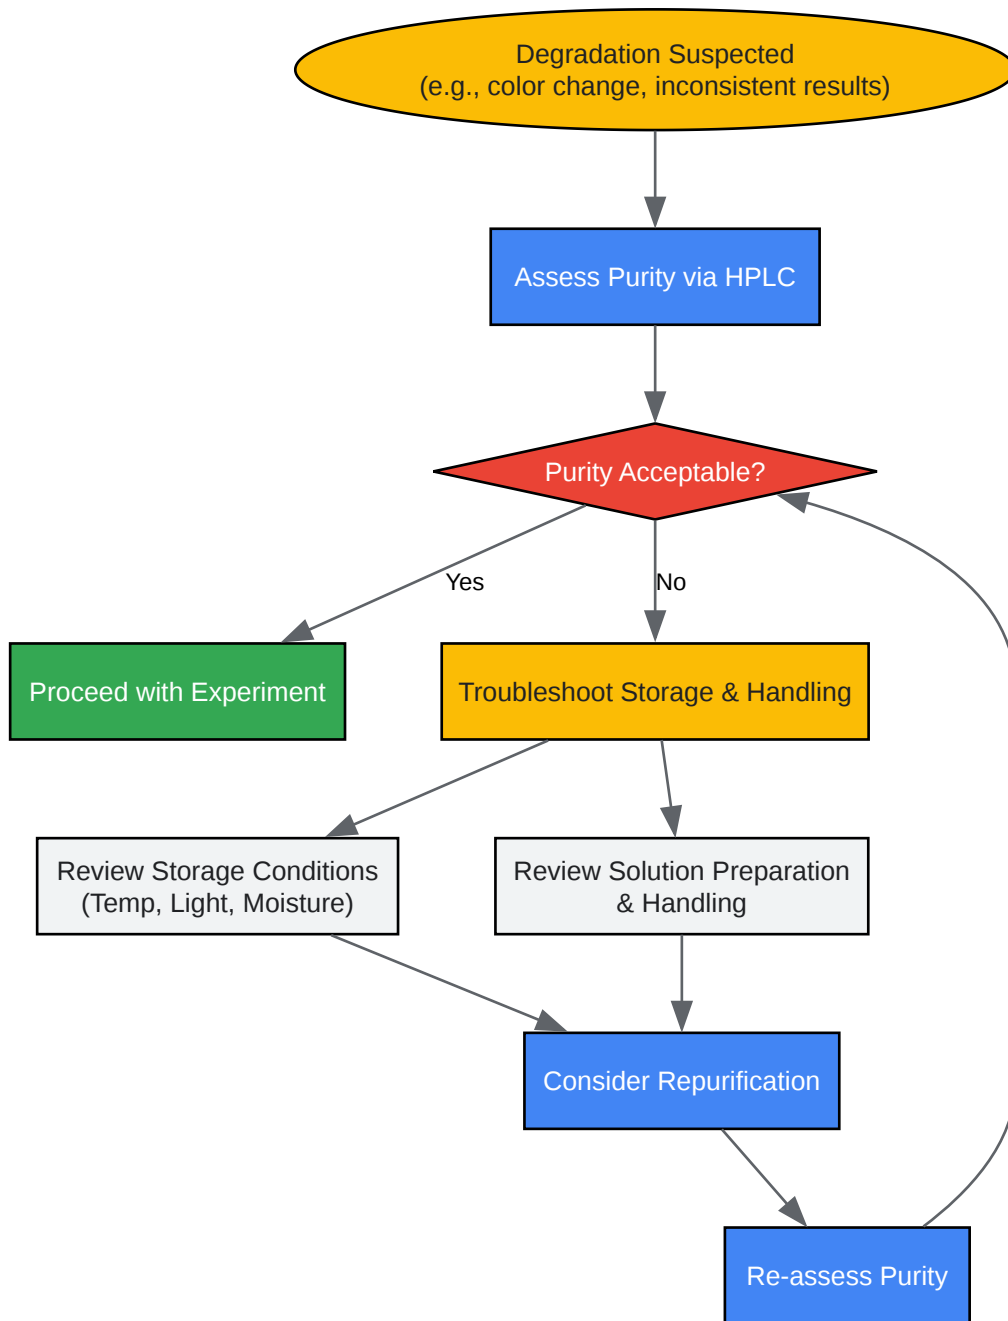 Degradation Suspected
(e.g., color change, inconsistent results)
Assess Purity via HPLC
Purity Acceptable?
Yes
No
Proceed with Experiment
Troubleshoot Storage & Handling
Review Storage Conditions
(Temp, Light, Moisture)
Review Solution Preparation
& Handling
Consider Repurification
Re-assess Purity